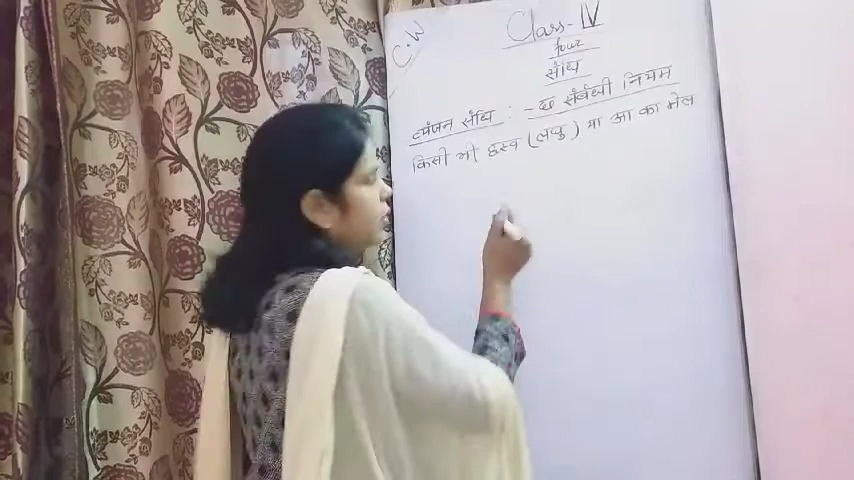 C.W
Class - IV
four
संधि
व्यंजन संधि : - छ संबंधी नियम
किसी भी ह्रस्व (लघु) या आ का मेल